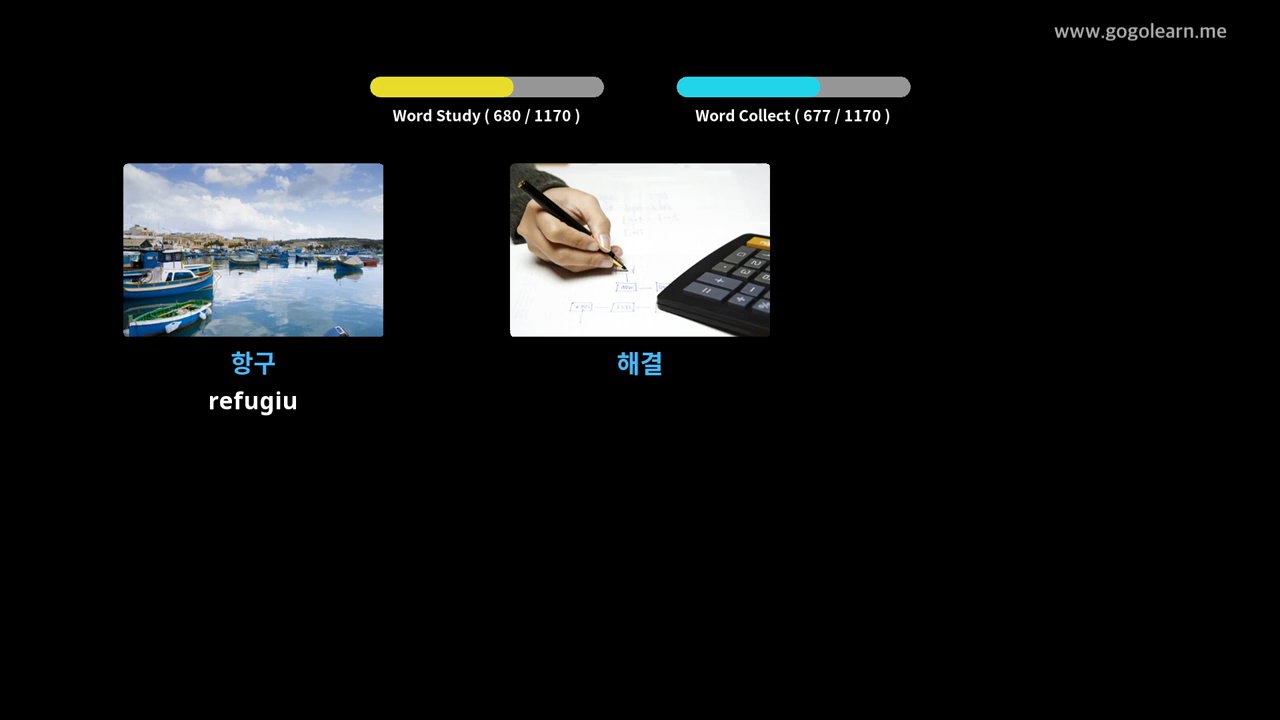 www.gogolearn.me
Word Study ( 680 / 1170 )
Word Collect ( 677 / 1170 )
항구
refugiu
해결